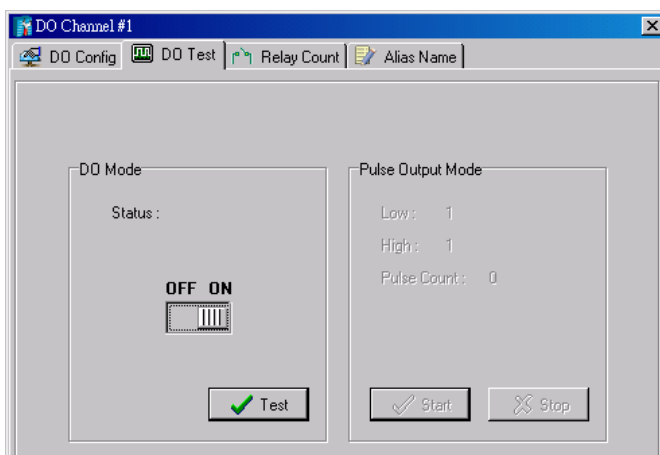 DO Channel #1
DO Config DO Test Relay Count Alias Name
DO Mode
Status :
OFF ON
Test
Pulse Output Mode
Low : 1
High : 1
Pulse Count : 0
Start Stop